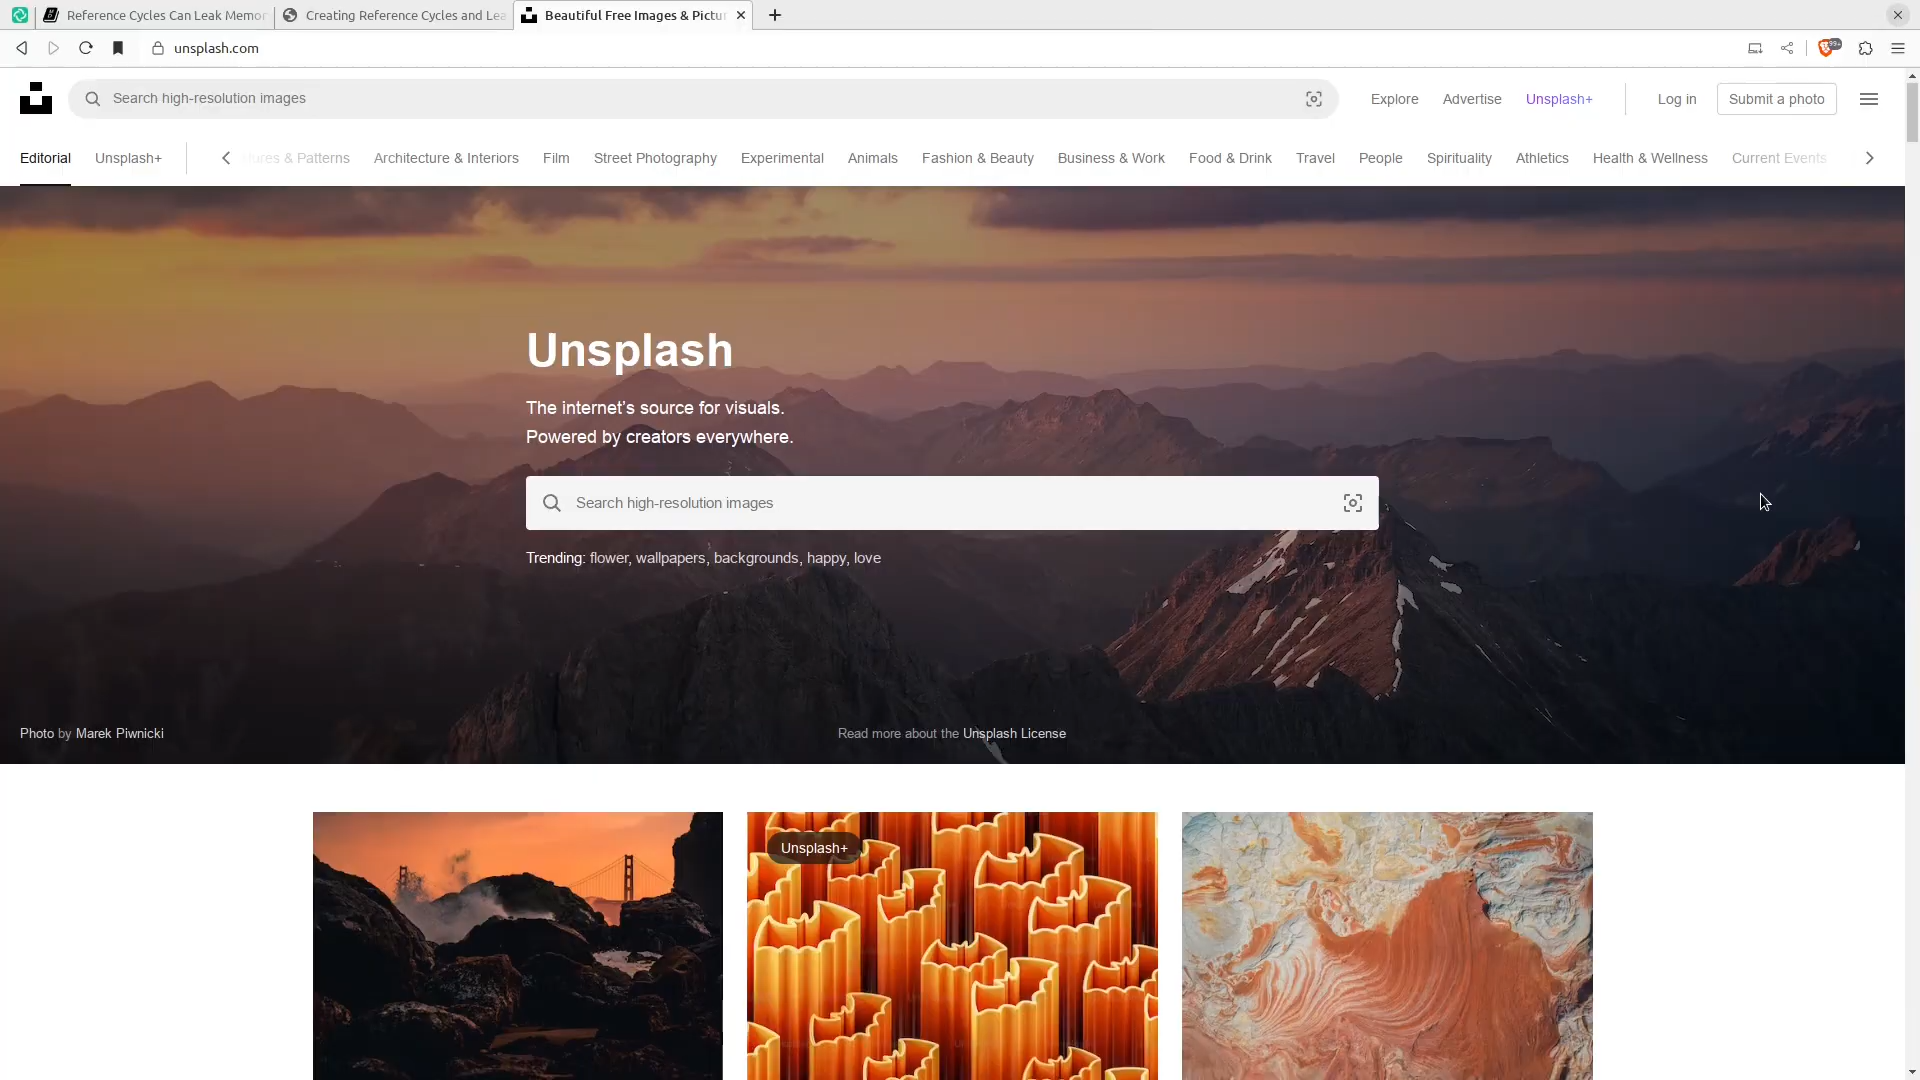 Reference Cycles Can Leak Memor
Creating Reference Cycles and Lea
Beautiful Free Images & Pictur
unsplash.com
99+
Search high-resolution images
Explore
Advertise
Unsplash+
Log in
Submit a photo
Editorial
Unsplash+
& Patterns
Architecture & Interiors
Film
Street Photography
Experimental
Animals
Fashion & Beauty
Business & Work
Food & Drink
Travel
People
Spirituality
Athletics
Health & Wellness
Current Events
Unsplash
The internet’s source for visuals.
Powered by creators everywhere.
Search high-resolution images
Trending: flower, wallpapers, backgrounds, happy, love
Photo by Marek Piwnicki
Read more about the Unsplash License
Unsplash+